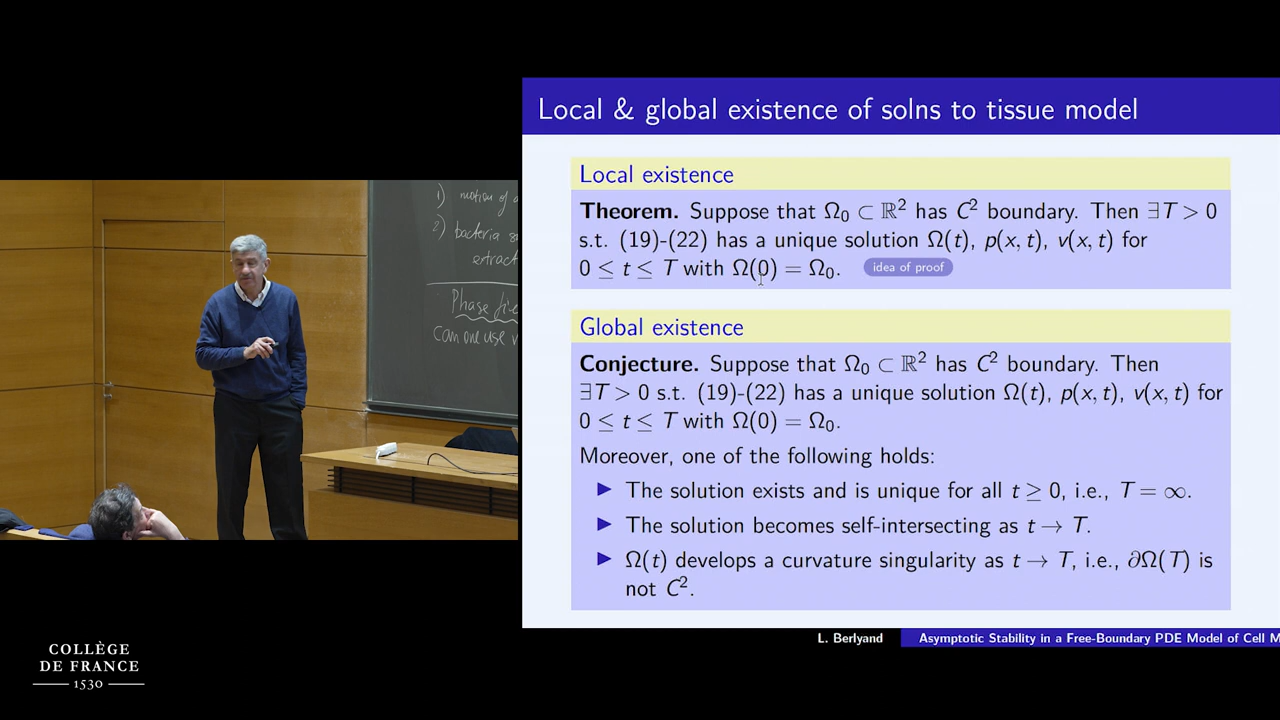 Local & global existence of solns to tissue model
Local existence
Theorem. Suppose that Ω₀ ⊂ ℝ² has C² boundary. Then ∃T > 0
s.t. (19)-(22) has a unique solution Ω(t), p(x, t), v(x, t) for
0 ≤ t ≤ T with Ω(0) = Ω₀. idea of proof
Global existence
Conjecture. Suppose that Ω₀ ⊂ ℝ² has C² boundary. Then
∃T > 0 s.t. (19)-(22) has a unique solution Ω(t), p(x, t), v(x, t) for
0 ≤ t ≤ T with Ω(0) = Ω₀.
Moreover, one of the following holds:
▶ The solution exists and is unique for all t ≥ 0, i.e., T = ∞.
▶ The solution becomes self-intersecting as t → T.
▶ Ω(t) develops a curvature singularity as t → T, i.e., ∂Ω(T) is
not C².
L. Berlyand Asymptotic Stability in a Free-Boundary PDE Model of Cell M
1) motion of
2) bacteria
extract
Phase
can one use
COLLÈGE
DE FRANCE
1530